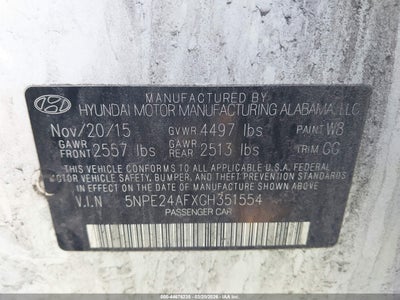 MANUFACTURED BY
HYUNDAI MOTOR MANUFACTURING ALABAMA, LLC
Nov/20/15 GVWR 4497 lbs PAINT W8
GAWR FRONT 2557 lbs GAWR REAR 2513 lbs TRIM GG
THIS VEHICLE CONFORMS TO ALL APPLICABLE U.S.A. FEDERAL
MOTOR VEHICLE SAFETY, BUMPER, AND THEFT PREVENTION
STANDARDS IN EFFECT ON THE DATE OF MANUFACTURE SHOWN ABOVE.
V.I.N 5NPE24AFXGH351554
PASSENGER CAR